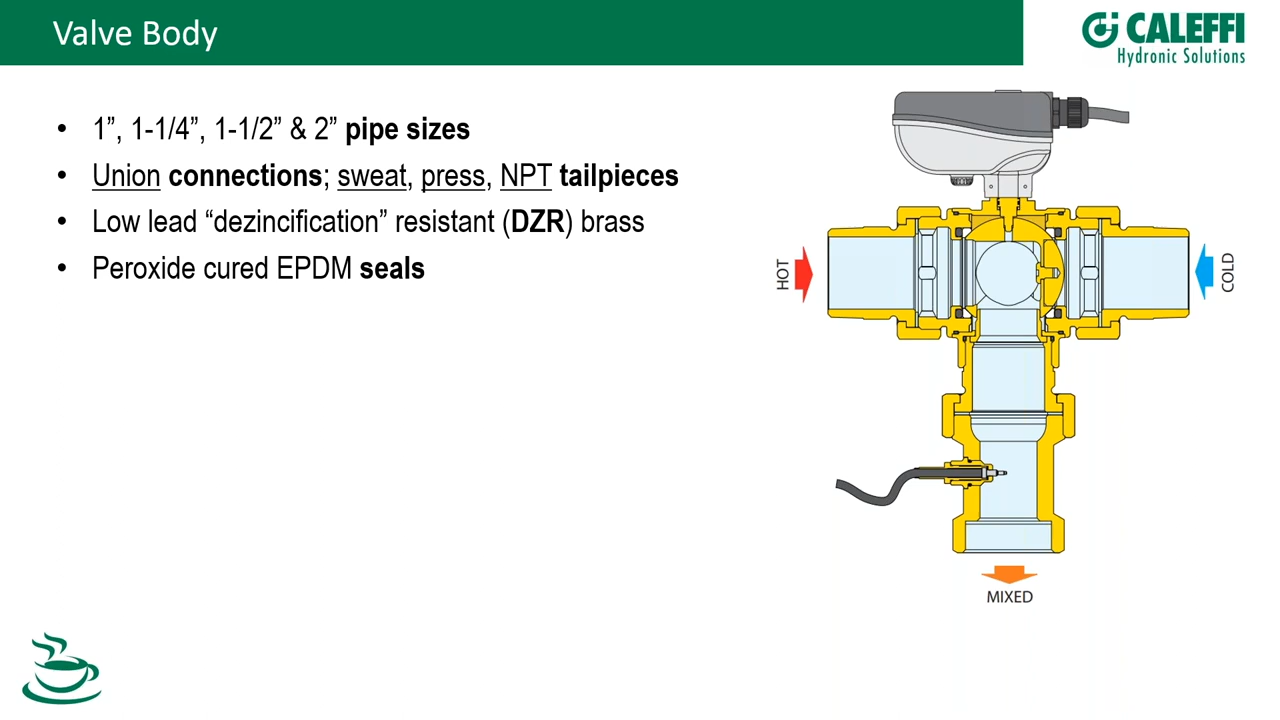 Valve Body
CALEFFI
Hydronic Solutions
• 1”, 1-1/4”, 1-1/2” & 2” pipe sizes
• Union connections; sweat, press, NPT tailpieces
• Low lead “dezincification” resistant (DZR) brass
• Peroxide cured EPDM seals
HOT
COLD
MIXED